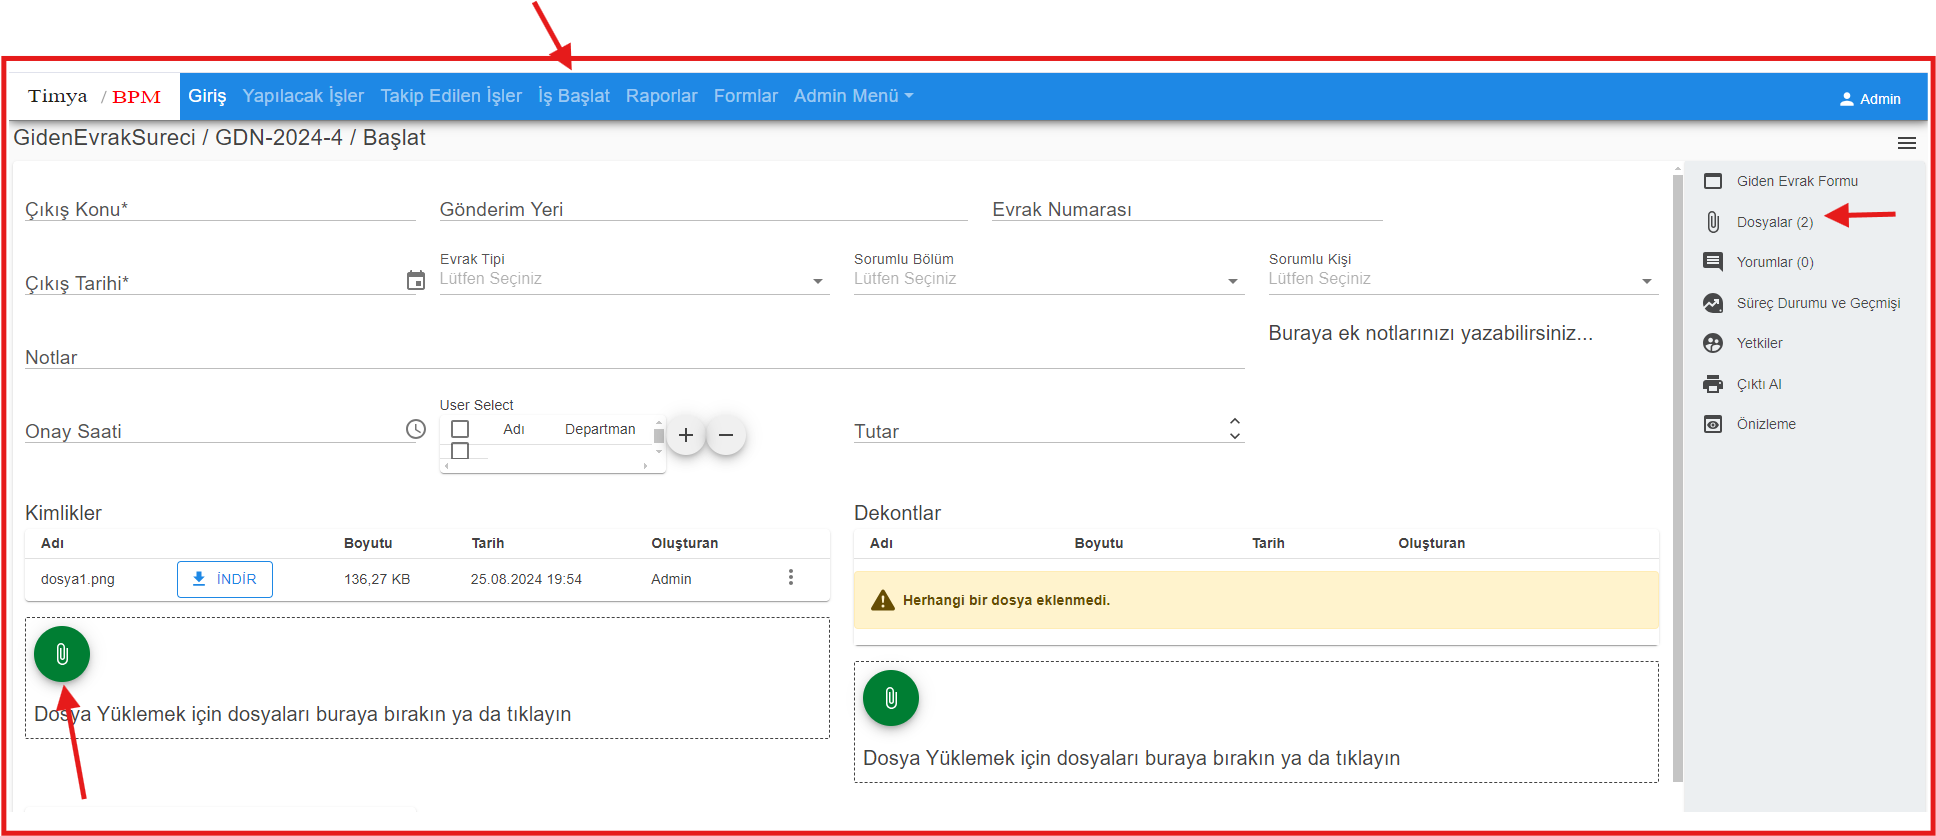 Timya / BPM Giriş Yapılacak İşler Takip Edilen İşler İş Başlat Raporlar Formlar Admin Menü Admin
GidenEvrakSureci / GDN-2024-4 / Başlat
Çıkış Konu* Gönderim Yeri Evrak Numarası
Evrak Tipi Sorumlu Bölüm Sorumlu Kişi
Çıkış Tarihi* Lütfen Seçiniz Lütfen Seçiniz Lütfen Seçiniz
Buraya ek notlarınızı yazabilirsiniz...
Notlar
User Select
Onay Saati Adı Departman Tutar
Kimlikler
Adı Boyutu Tarih Oluşturan
dosya1.png İNDİR 136,27 KB 25.08.2024 19:54 Admin
Dosya Yüklemek için dosyaları buraya bırakın ya da tıklayın
Dekontlar
Adı Boyutu Tarih Oluşturan
Herhangi bir dosya eklenmedi.
Dosya Yüklemek için dosyaları buraya bırakın ya da tıklayın
Giden Evrak Formu
Dosyalar (2)
Yorumlar (0)
Süreç Durumu ve Geçmişi
Yetkiler
Çıktı Al
Önizleme